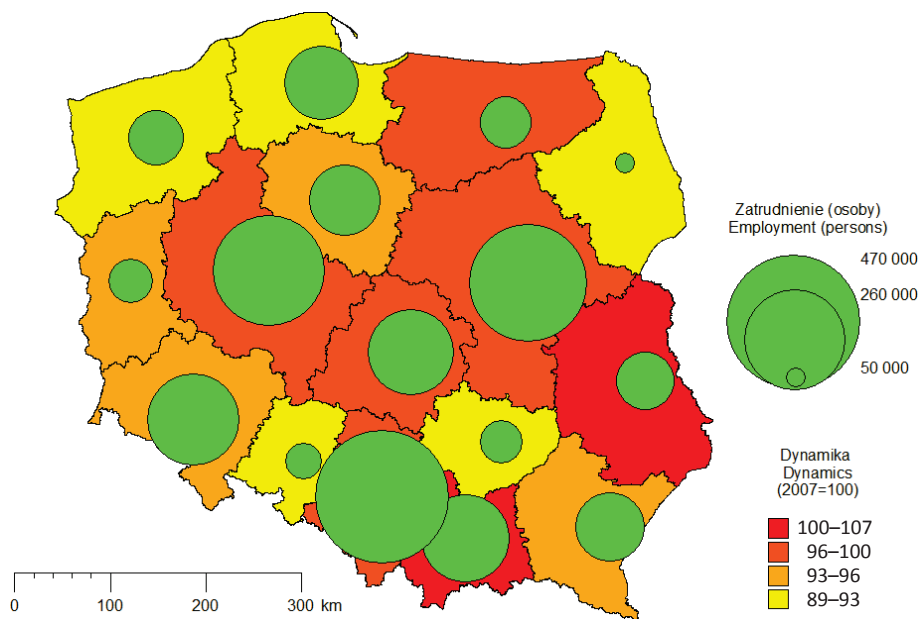 Zatrudnienie (osoby)
Employment (persons)
470 000
260 000
50 000
Dynamika
Dynamics
(2007=100)
100–107
96–100
93–96
89–93
0 100 200 300 km